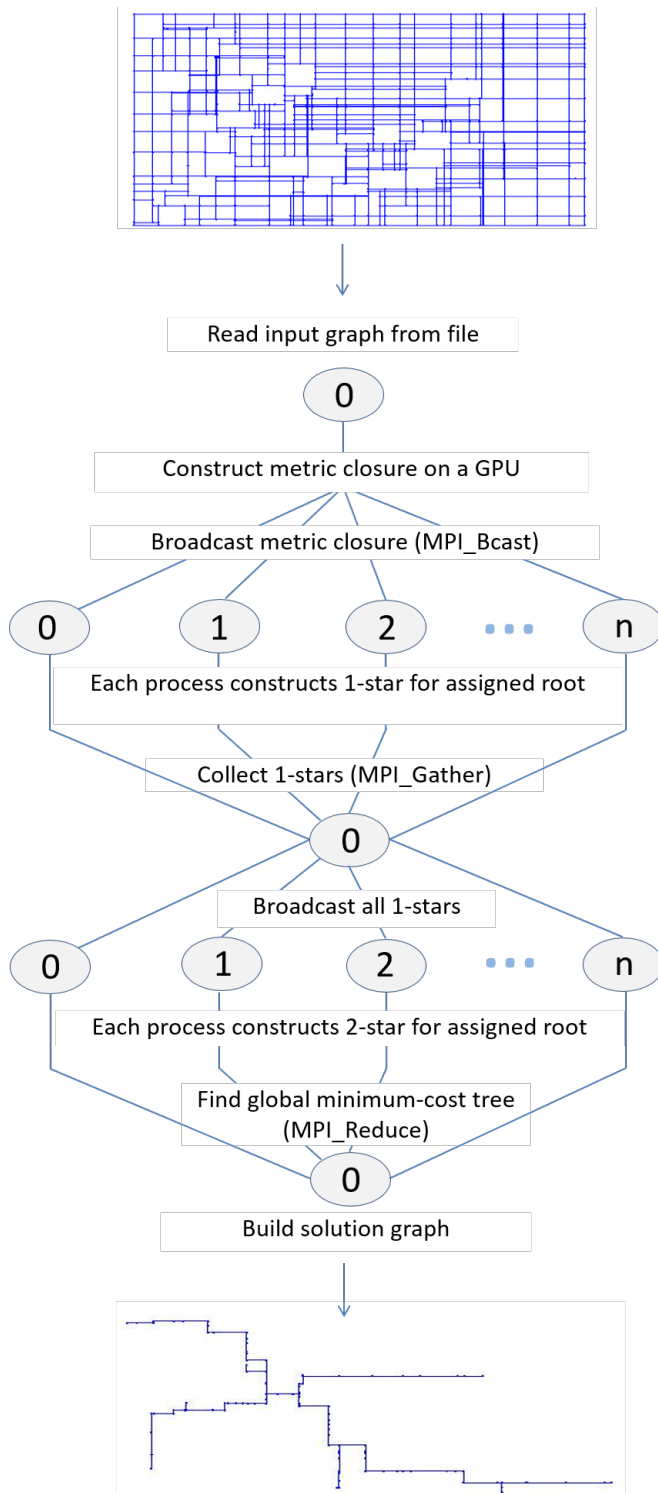 Read input graph from file
0
Construct metric closure on a GPU
Broadcast metric closure (MPI_Bcast)
0 1 2 n
Each process constructs 1-star for assigned root
Collect 1-stars (MPI_Gather)
0
Broadcast all 1-stars
0 1 2 n
Each process constructs 2-star for assigned root
Find global minimum-cost tree
(MPI_Reduce)
0
Build solution graph